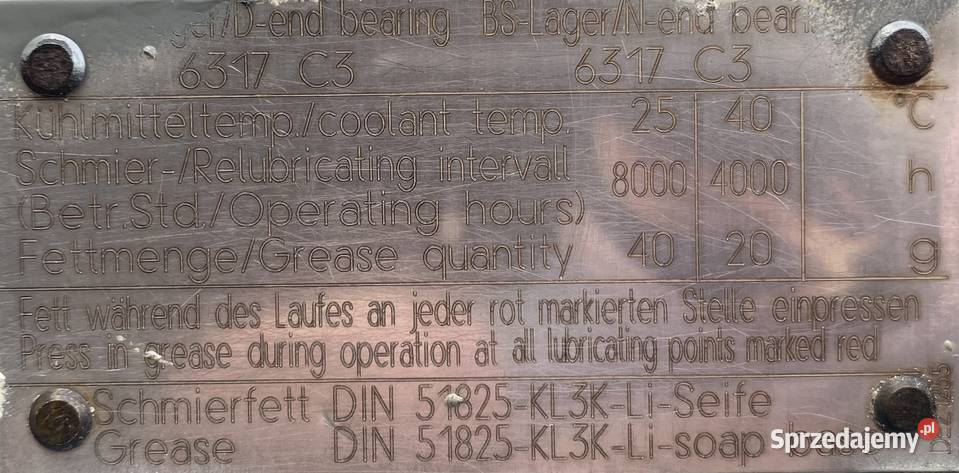 /D-end bearing BS-Lager/N-end
6317 C3 6317 C3
Kühlmitteltemp./coolant temp. 25 40 °C
Schmier-/Relubricating intervall
(Betr.Std./Operating hours) 8000 4000 h
Fettmenge/Grease quantity 40 20 g
Fett während des Laufes an jeder rot markierten Stelle einpressen
Press in grease during operation at all lubricating points marked red
Schmierfett DIN 51825-KL3K-Li-Seife
Grease DIN 51825-KL3K-Li-soap
Sprzedajemy.pl